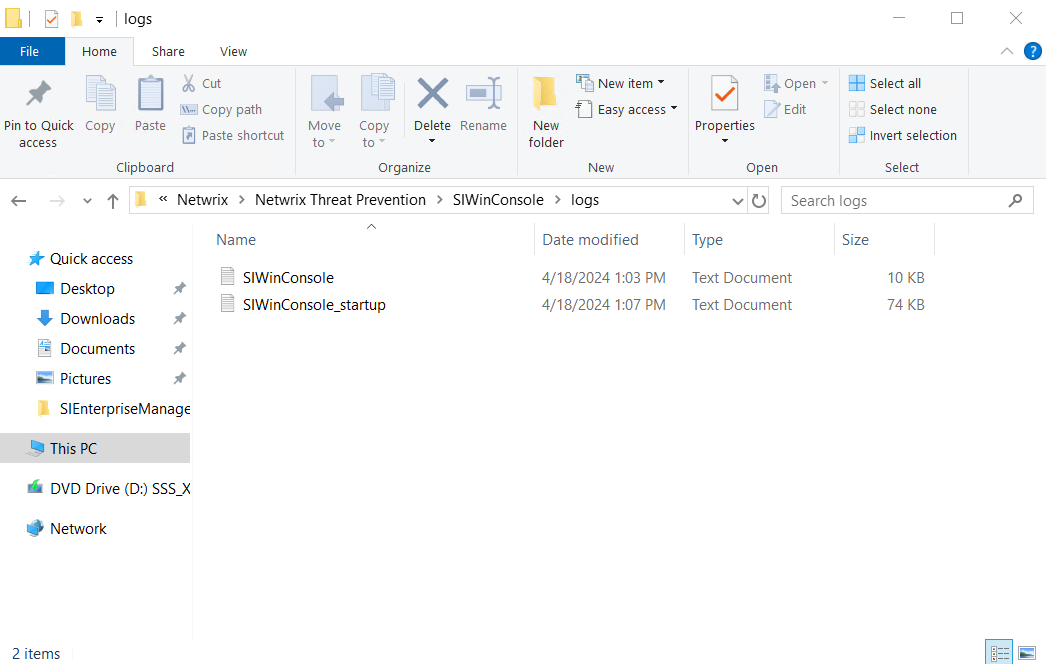 logs
File Home Share View
Pin to Quick access
Copy
Paste
Cut
Copy path
Paste shortcut
Clipboard
Move to
Copy to
Delete
Rename
Organize
New folder
New item
Easy access
New
Properties
Open
Edit
Open
Select all
Select none
Invert selection
Select
« Netwrix > Netwrix Threat Prevention > SIWinConsole > logs
Search logs
Quick access
Desktop
Downloads
Documents
Pictures
SIEnterpriseManage
This PC
DVD Drive (D:) SSS_X
Network
Name Date modified Type Size
SIWinConsole 4/18/2024 1:03 PM Text Document 10 KB
SIWinConsole_startup 4/18/2024 1:07 PM Text Document 74 KB
2 items